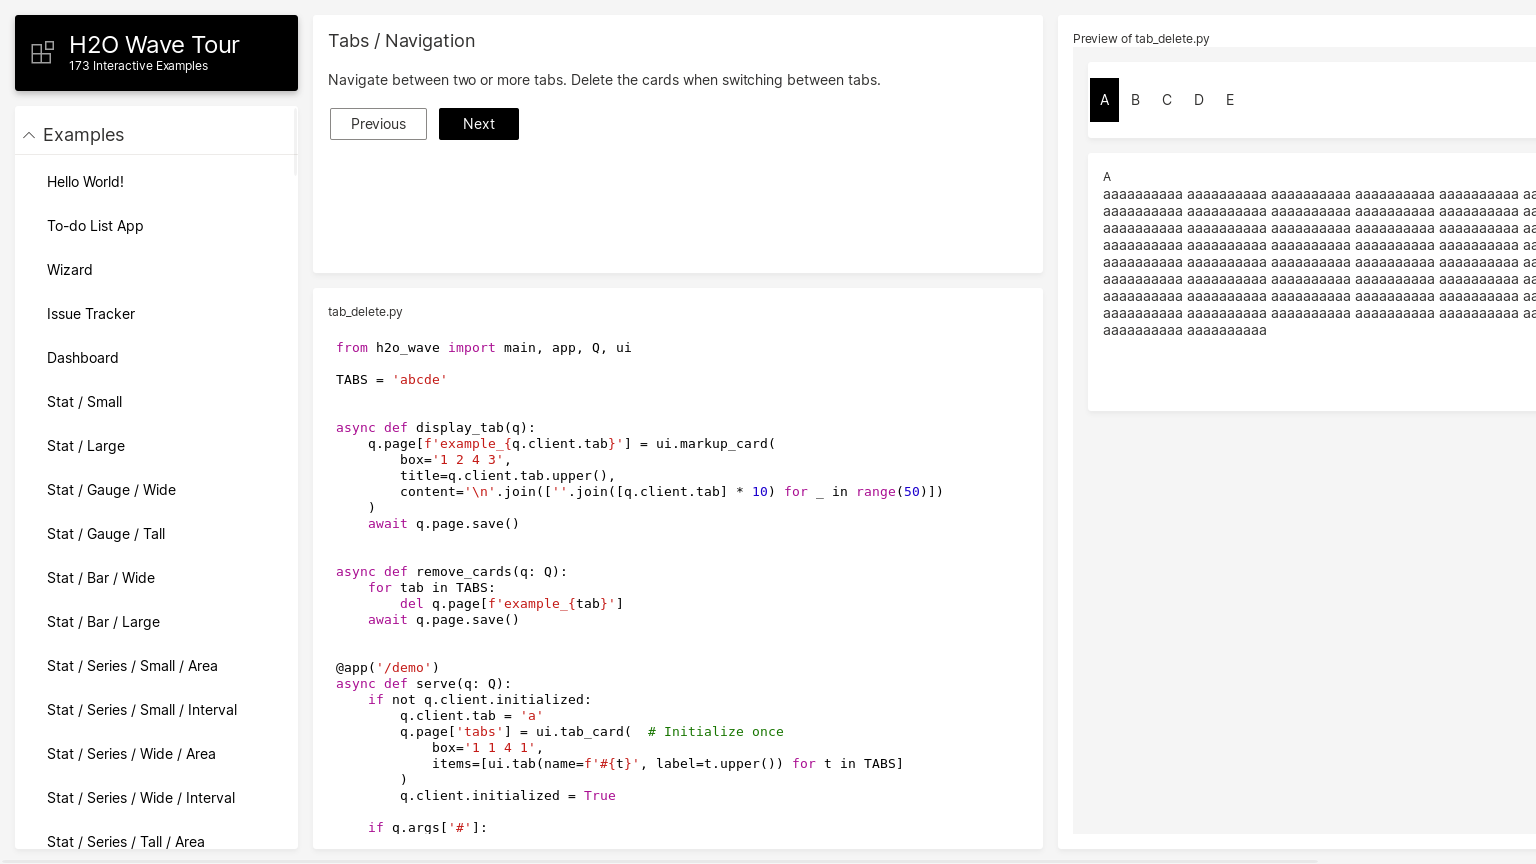 H2O Wave Tour
173 Interactive Examples
Examples
Hello World!
To-do List App
Wizard
Issue Tracker
Dashboard
Stat / Small
Stat / Large
Stat / Gauge / Wide
Stat / Gauge / Tall
Stat / Bar / Wide
Stat / Bar / Large
Stat / Series / Small / Area
Stat / Series / Small / Interval
Stat / Series / Wide / Area
Stat / Series / Wide / Interval
Stat / Series / Tall / Area
Tabs / Navigation
Navigate between two or more tabs. Delete the cards when switching between tabs.
Previous Next
tab_delete.py
from h2o_wave import main, app, Q, ui
TABS = 'abcde'
async def display_tab(q):
    q.page[f'example_{q.client.tab}'] = ui.markup_card(
        box='1 2 4 3',
        title=q.client.tab.upper(),
        content='\n'.join([''.join([q.client.tab] * 10) for _ in range(50)])
    )
    await q.page.save()
async def remove_cards(q: Q):
    for tab in TABS:
        del q.page[f'example_{tab}']
    await q.page.save()
@app('/demo')
async def serve(q: Q):
    if not q.client.initialized:
        q.client.tab = 'a'
        q.page['tabs'] = ui.tab_card(  # Initialize once
            box='1 1 4 1',
            items=[ui.tab(name=f'#{t}', label=t.upper()) for t in TABS]
        )
        q.client.initialized = True
    if q.args['#']:
Preview of tab_delete.py
A B C D E
A
aaaaaaaaaa aaaaaaaaaa aaaaaaaaaa aaaaaaaaaa aaaaaaaaaa aa
aaaaaaaaaa aaaaaaaaaa aaaaaaaaaa aaaaaaaaaa aaaaaaaaaa aa
aaaaaaaaaa aaaaaaaaaa aaaaaaaaaa aaaaaaaaaa aaaaaaaaaa aa
aaaaaaaaaa aaaaaaaaaa aaaaaaaaaa aaaaaaaaaa aaaaaaaaaa aa
aaaaaaaaaa aaaaaaaaaa aaaaaaaaaa aaaaaaaaaa aaaaaaaaaa aa
aaaaaaaaaa aaaaaaaaaa aaaaaaaaaa aaaaaaaaaa aaaaaaaaaa aa
aaaaaaaaaa aaaaaaaaaa aaaaaaaaaa aaaaaaaaaa aaaaaaaaaa aa
aaaaaaaaaa aaaaaaaaaa aaaaaaaaaa aaaaaaaaaa aaaaaaaaaa aa
aaaaaaaaaa aaaaaaaaaa